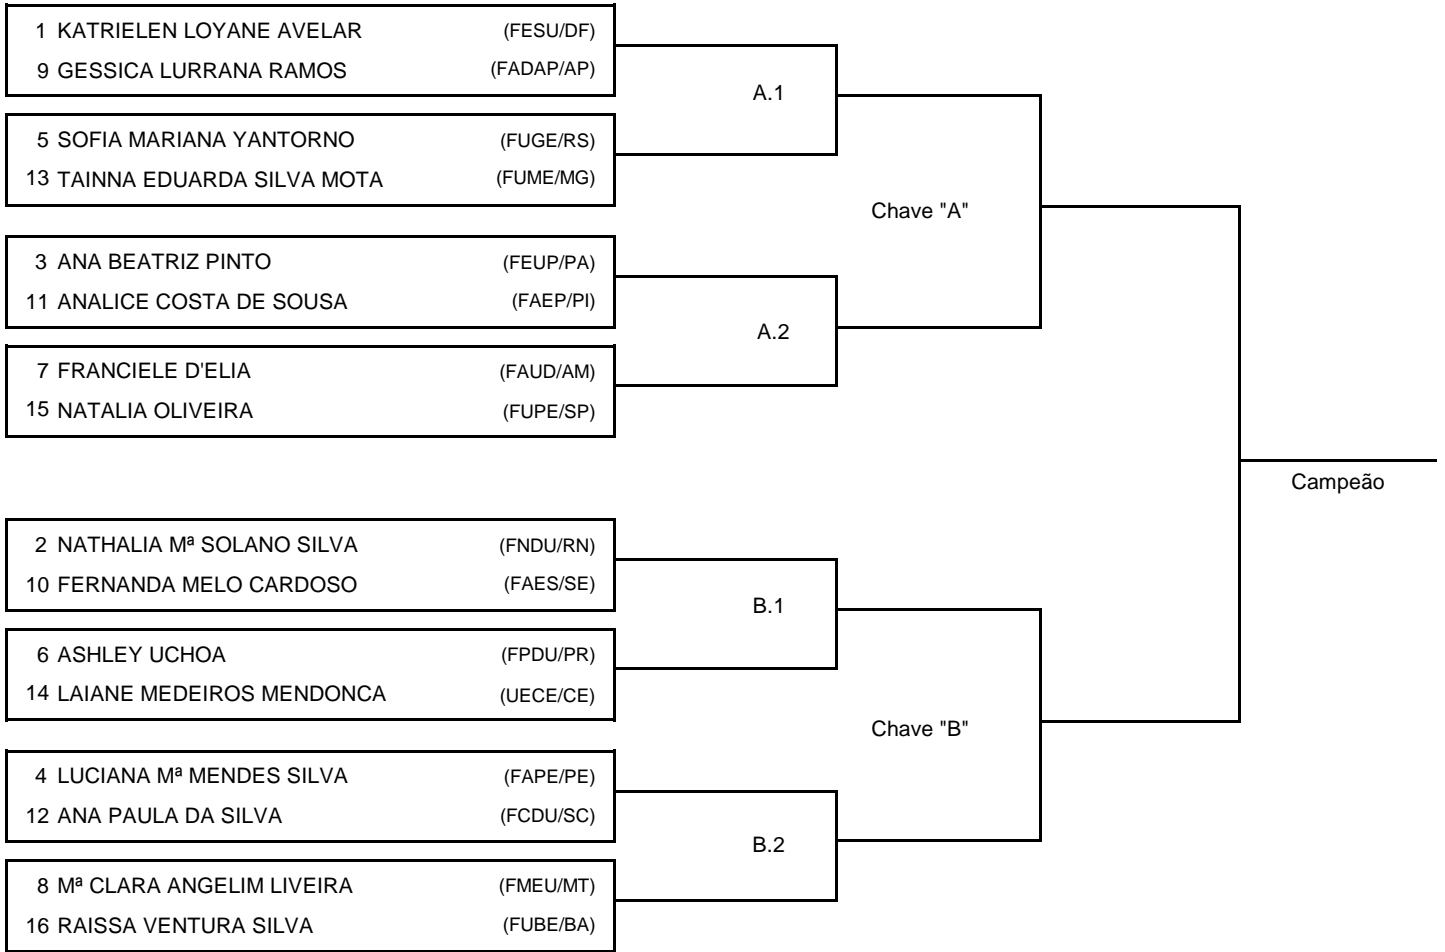 1 KATRIELEN LOYANE AVELAR (FESU/DF)
9 GESSICA LURRANA RAMOS (FADAP/AP)
A.1
5 SOFIA MARIANA YANTORNO (FUGE/RS)
13 TAINNA EDUARDA SILVA MOTA (FUME/MG)
Chave "A"
3 ANA BEATRIZ PINTO (FEUP/PA)
11 ANALICE COSTA DE SOUSA (FAEP/PI)
A.2
7 FRANCIELE D'ELIA (FAUD/AM)
15 NATALIA OLIVEIRA (FUPE/SP)
Campeão
2 NATHALIA Mª SOLANO SILVA (FNDU/RN)
10 FERNANDA MELO CARDOSO (FAES/SE)
B.1
6 ASHLEY UCHOA (FPDU/PR)
14 LAIANE MEDEIROS MENDONCA (UECE/CE)
Chave "B"
4 LUCIANA Mª MENDES SILVA (FAPE/PE)
12 ANA PAULA DA SILVA (FCDU/SC)
B.2
8 Mª CLARA ANGELIM LIVEIRA (FMEU/MT)
16 RAISSA VENTURA SILVA (FUBE/BA)